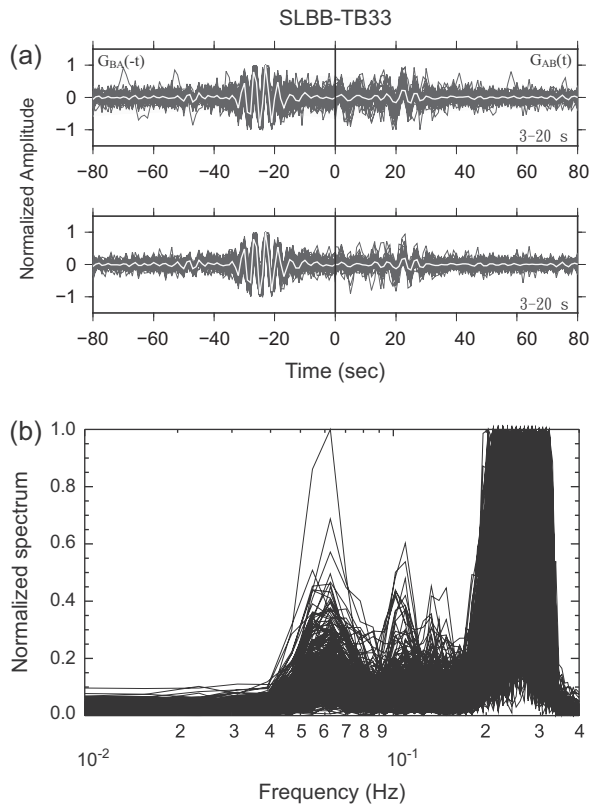 SLBB-TB33
(a)
Normalized Amplitude
G_BA(-t) G_AB(t)
1
0
−1
3-20 s
−80 −60 −40 −20 0 20 40 60 80
1
0
−1
3-20 s
−80 −60 −40 −20 0 20 40 60 80
Time (sec)
(b)
Normalized spectrum
1.0
0.8
0.6
0.4
0.2
0.0
2 3 4 5 6 7 8 9 2 3 4
10⁻² 10⁻¹
Frequency (Hz)